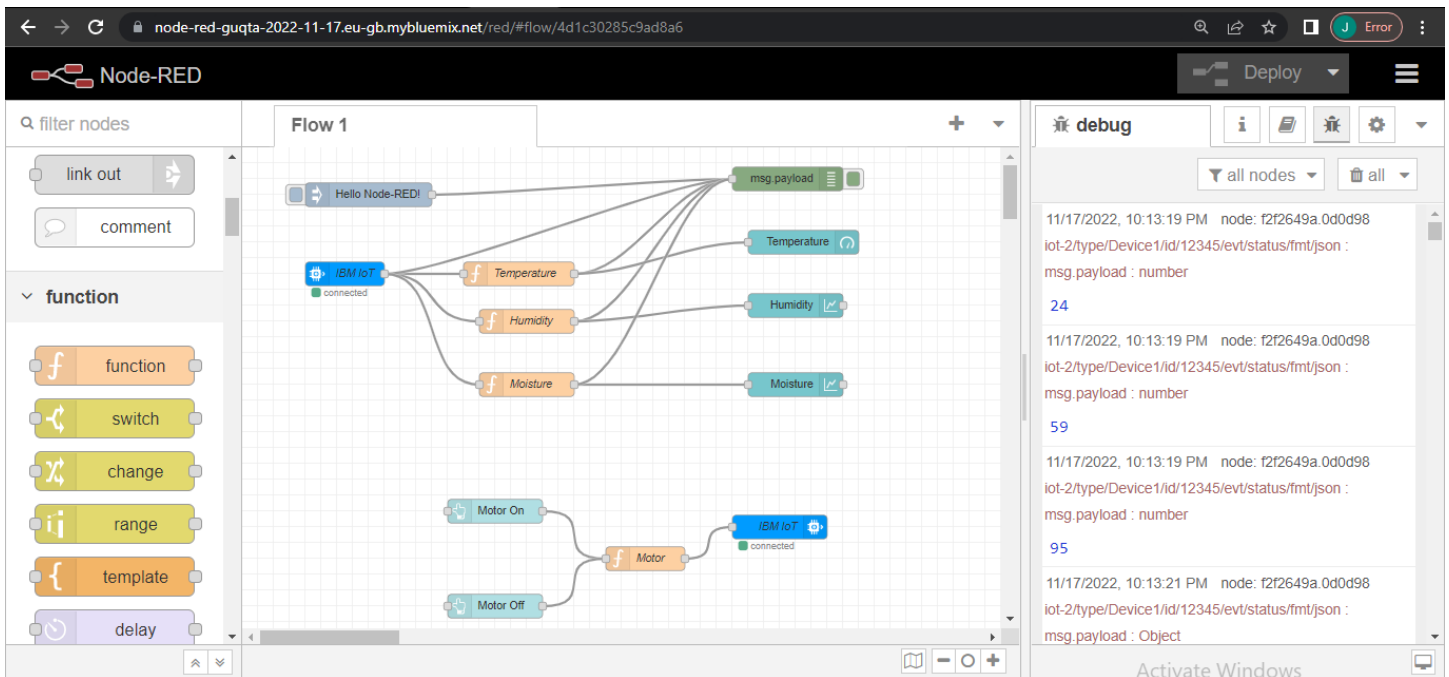 node-red-guqta-2022-11-17.eu-gb.mybluemix.net/red/#flow/4d1c30285c9ad8a6
J Error
Node-RED
Deploy
filter nodes
link out
comment
function
function
switch
change
range
template
delay
Flow 1
Hello Node-RED!
msg.payload
IBM IoT
connected
Temperature
Temperature
Humidity
Humidity
Moisture
Moisture
Motor On
Motor
IBM IoT
connected
Motor Off
debug
all nodes
all
11/17/2022, 10:13:19 PM node: f2f2649a.0d0d98
iot-2/type/Device1/id/12345/evt/status/fmt/json :
msg.payload : number
24
11/17/2022, 10:13:19 PM node: f2f2649a.0d0d98
iot-2/type/Device1/id/12345/evt/status/fmt/json :
msg.payload : number
59
11/17/2022, 10:13:19 PM node: f2f2649a.0d0d98
iot-2/type/Device1/id/12345/evt/status/fmt/json :
msg.payload : number
95
11/17/2022, 10:13:21 PM node: f2f2649a.0d0d98
iot-2/type/Device1/id/12345/evt/status/fmt/json :
msg.payload : Object
Activate Windows